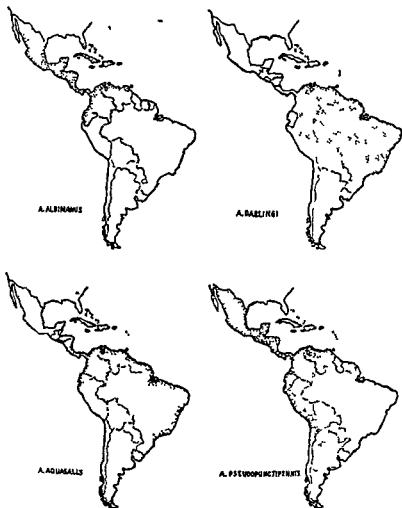 A. ALBIMANUS
A. DARLINGI
A. AQUASALIS
A. PSEUDOPUNCTIPENNIS